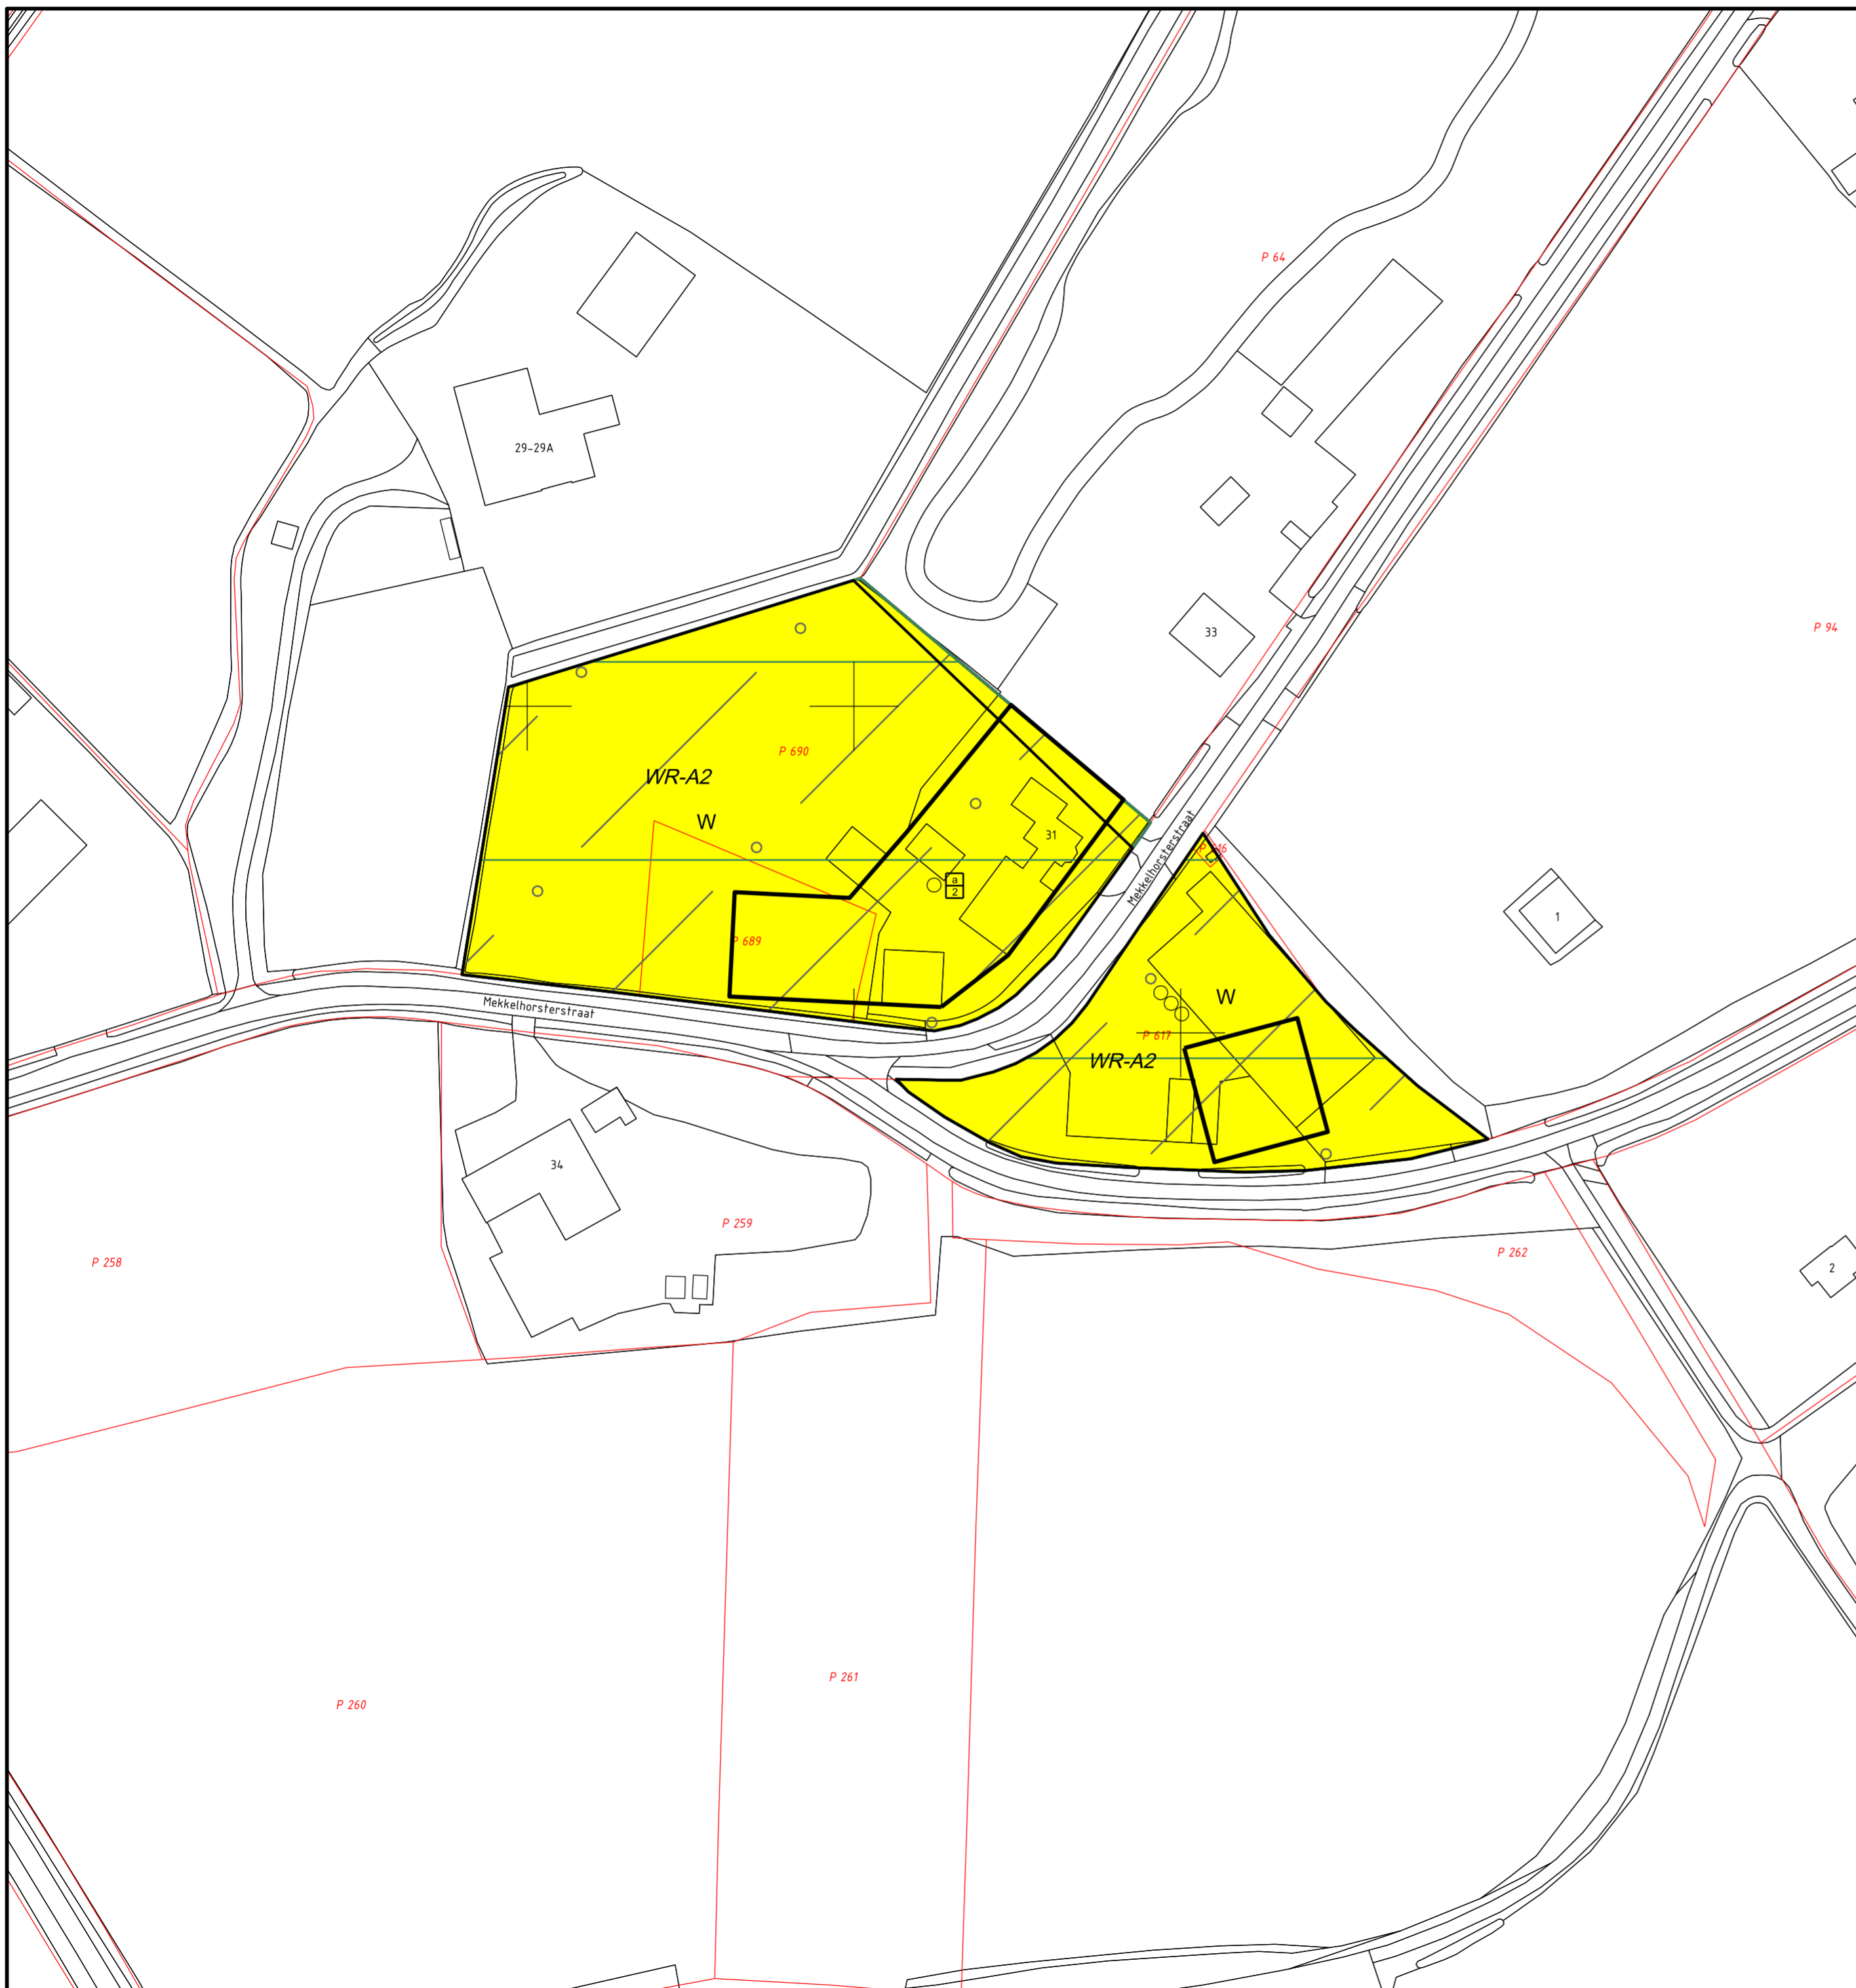 P 64
29-29A
33
P 94
P 690
WR-A2
W
31
Mekkelhorsterstraat
a
2
1
P 689
W
Mekkelhorsterstraat
P 617
WR-A2
34
P 259
P 258
P 262
2
P 261
P 260